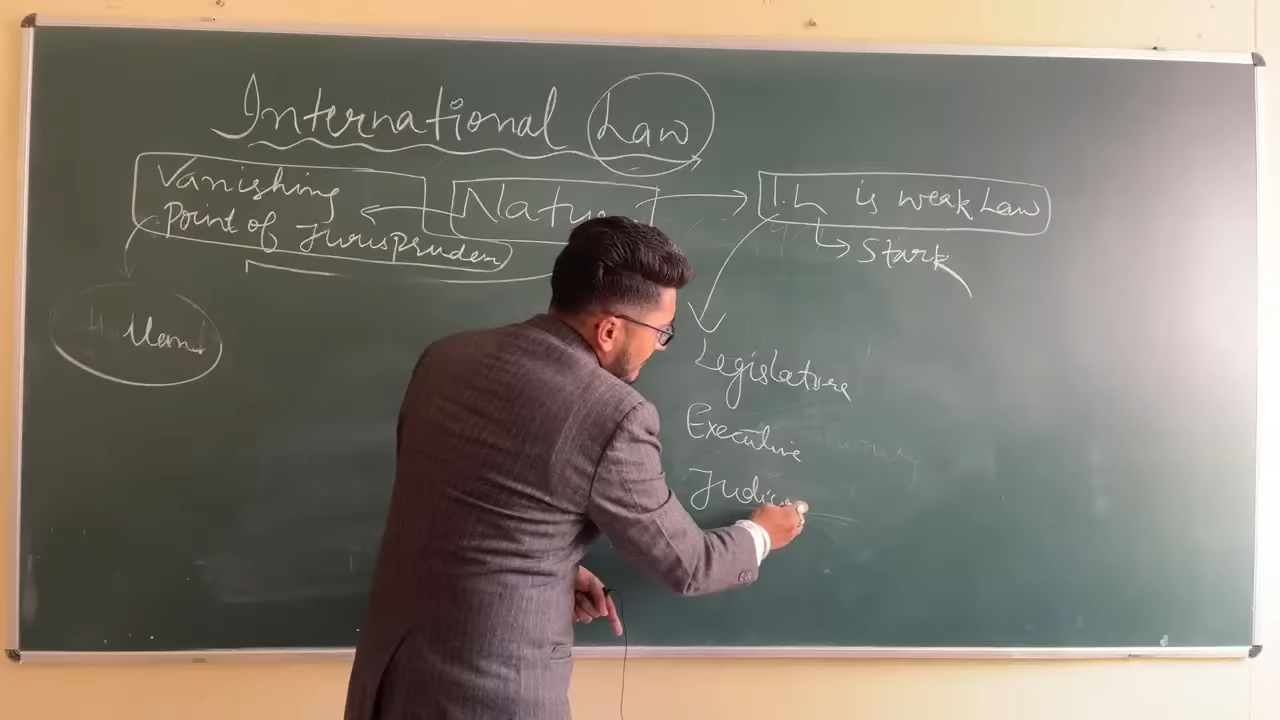 International Law
Vanishing
point of Jurispruden
Natu
I.L is weak Law
Stark
Legislature
Executive
Judic